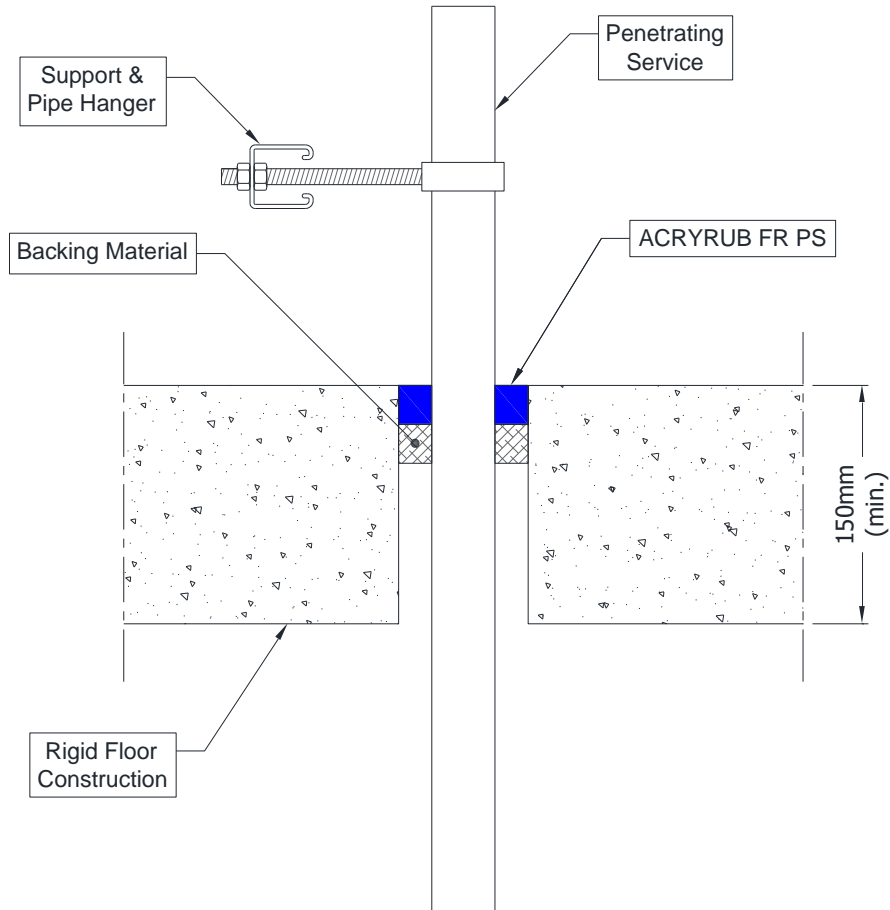 Penetrating
Service
Support &
Pipe Hanger
ACRYRUB FR PS
Backing Material
150mm
(min.)
Rigid Floor
Construction